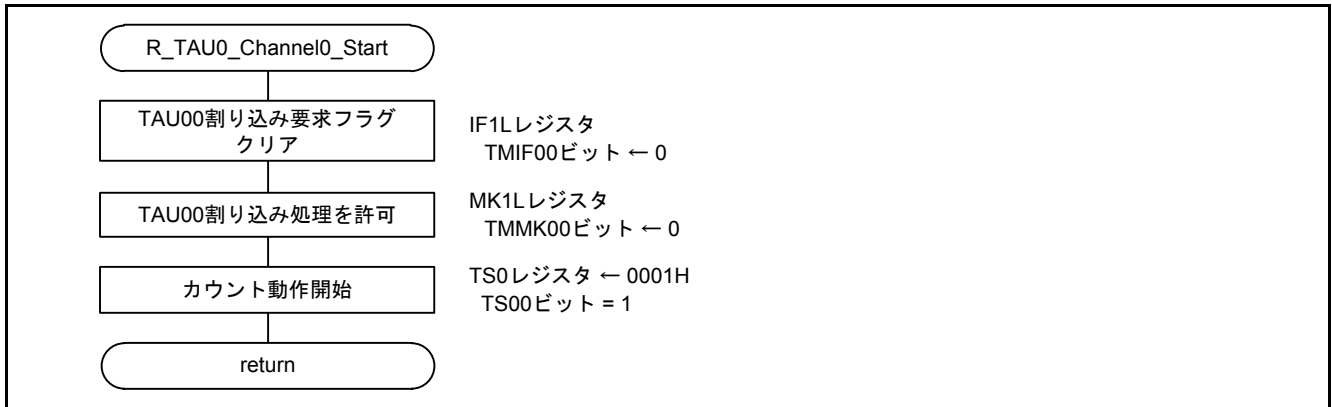 R_TAU0_Channel0_Start
TAU00割り込み要求フラグ
クリア
IF1Lレジスタ
TMIF00ビット ← 0
TAU00割り込み処理を許可
MK1Lレジスタ
TMMK00ビット ← 0
カウント動作開始
TS0レジスタ ← 0001H
TS00ビット = 1
return